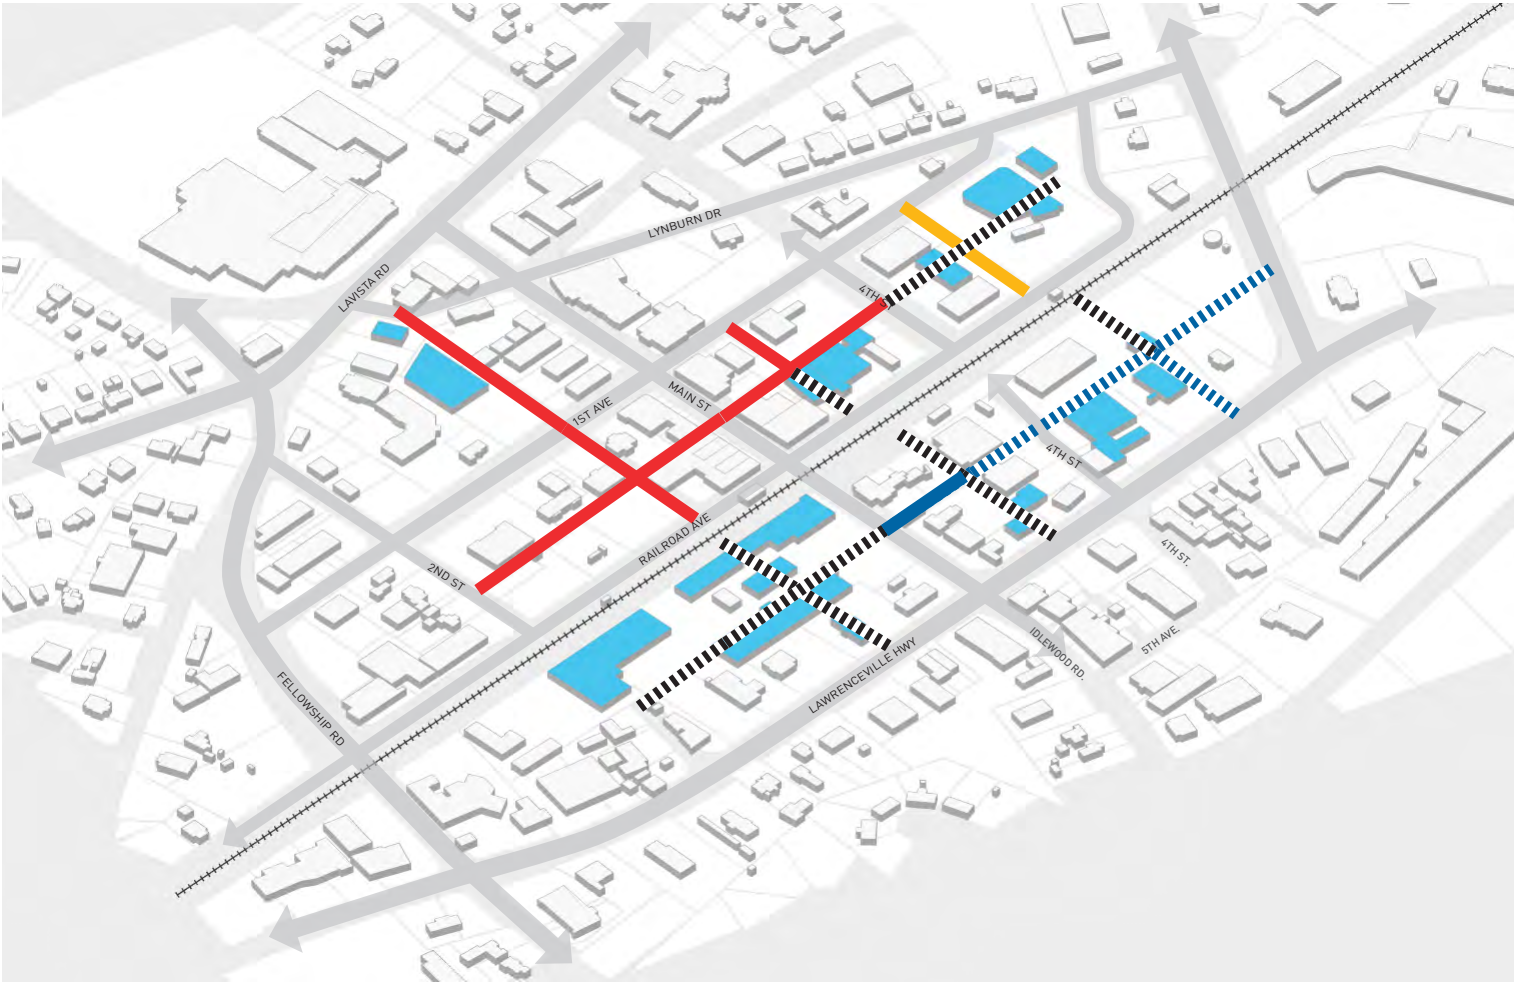 LYNBURN DR
LAVISTA RD
4TH
MAIN ST
1ST AVE
4TH ST
RAILROAD AVE
2ND ST
4TH ST.
IDLEWOOD RD.
5TH AVE
LAWRENCEVILLE HWY
FELLOWSHIP RD